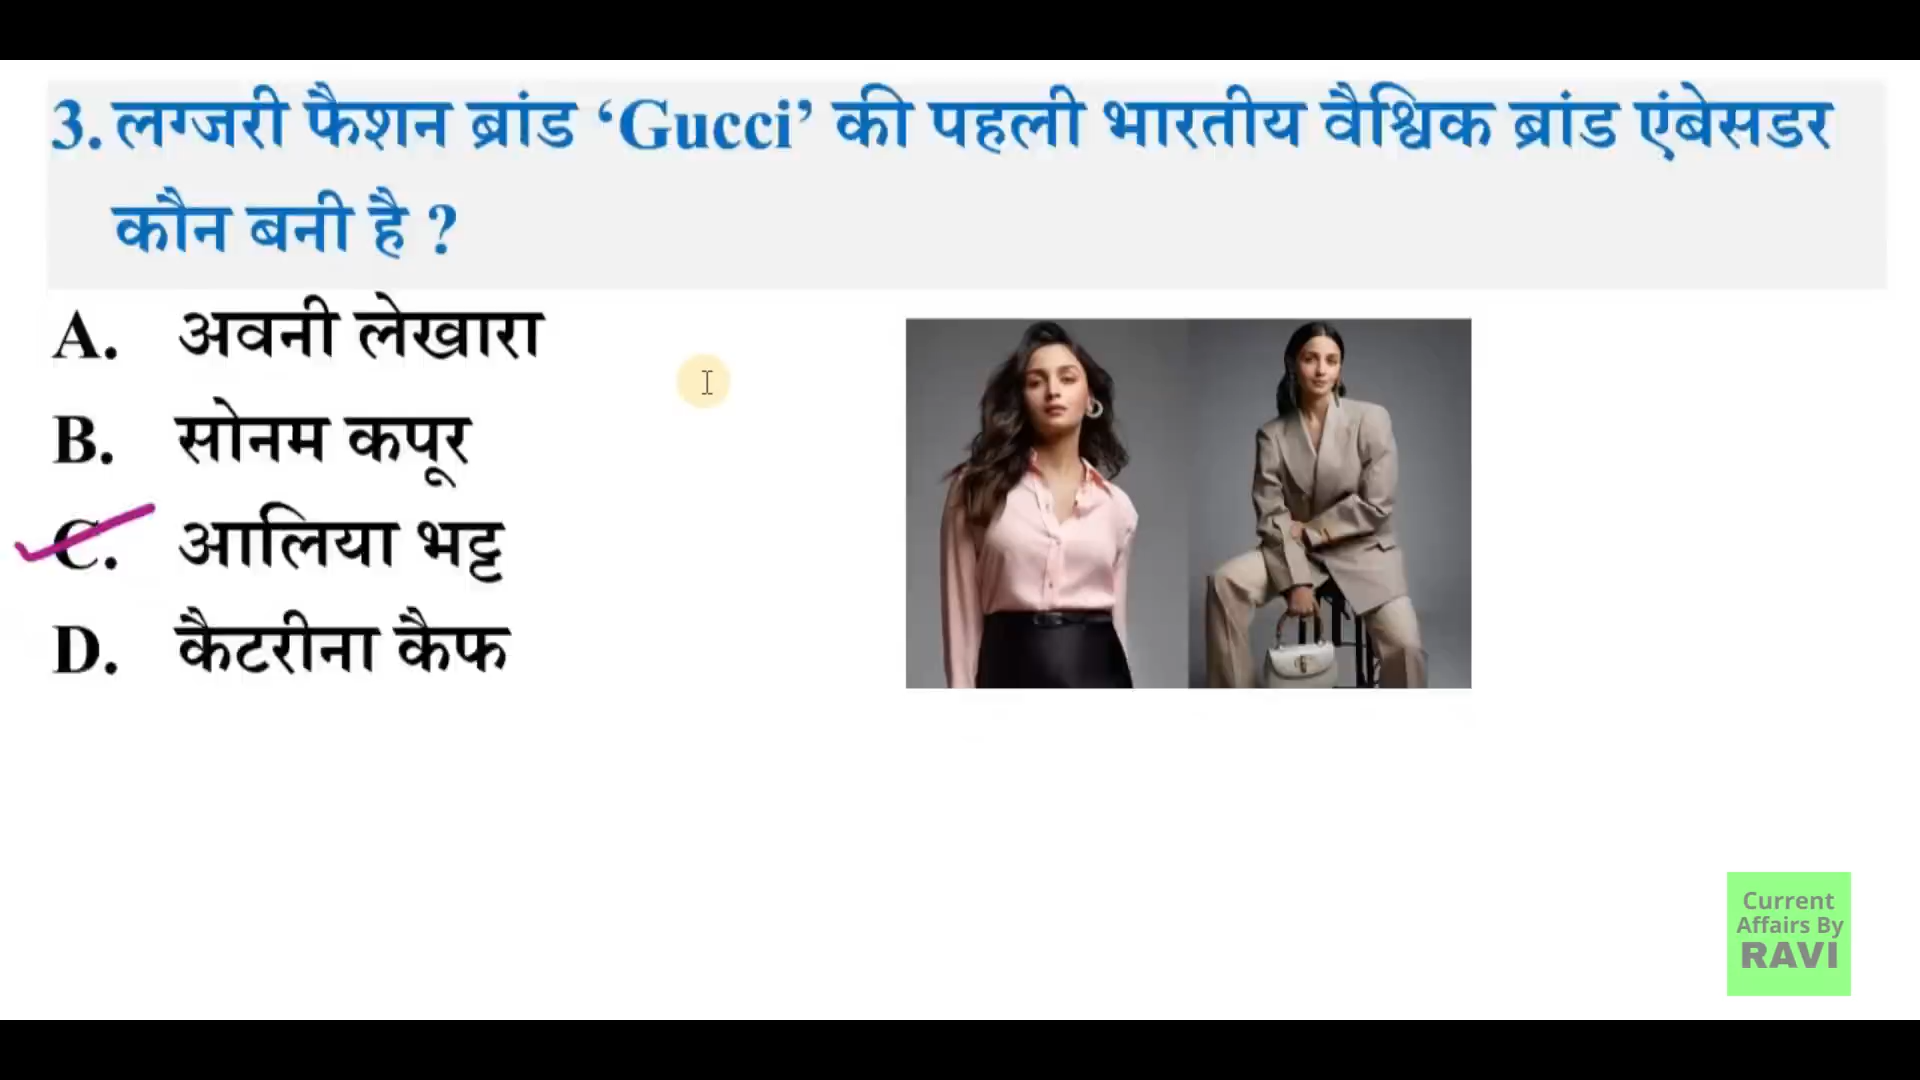 3. लग्जरी फैशन ब्रांड ‘Gucci’ की पहली भारतीय वैश्विक ब्रांड एंबेसडर
कौन बनी है ?
A. अवनी लेखारा
B. सोनम कपूर
C. आलिया भट्ट
D. कैटरीना कैफ
Current
Affairs By
RAVI